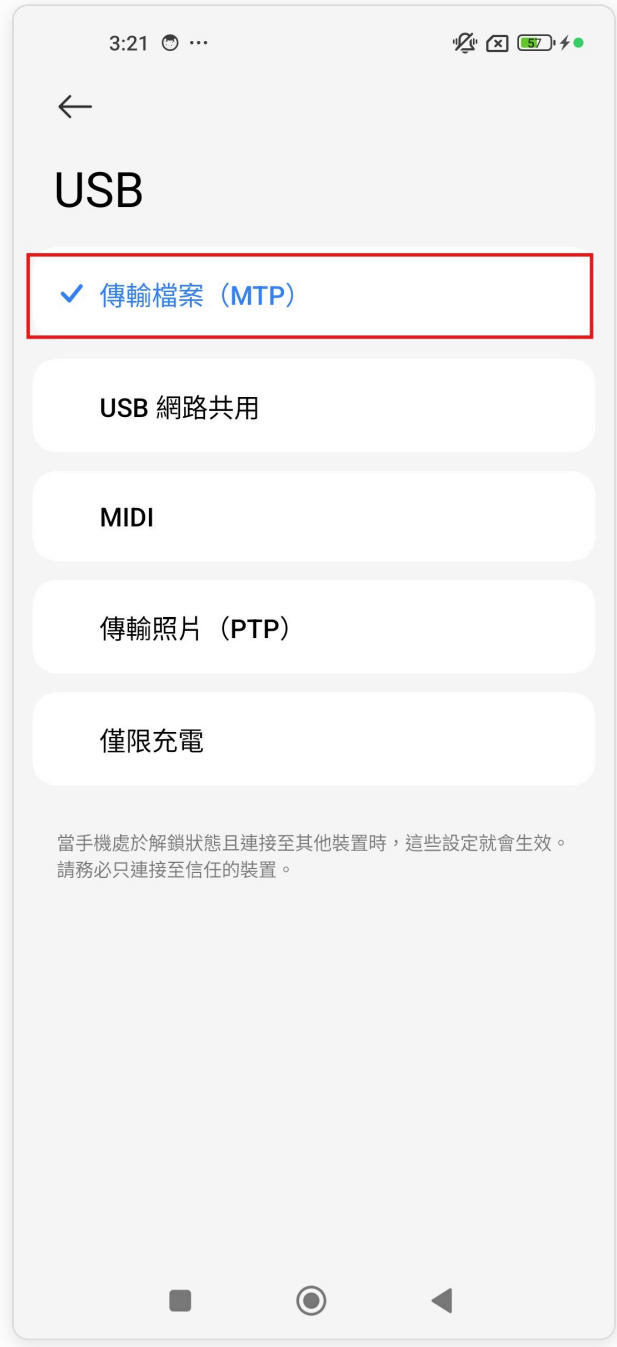 3:21 ··· 57
USB
傳輸檔案（MTP）
USB 網路共用
MIDI
傳輸照片（PTP）
僅限充電
當手機處於解鎖狀態且連接至其他裝置時，這些設定就會生效。
請務必只連接至信任的裝置。